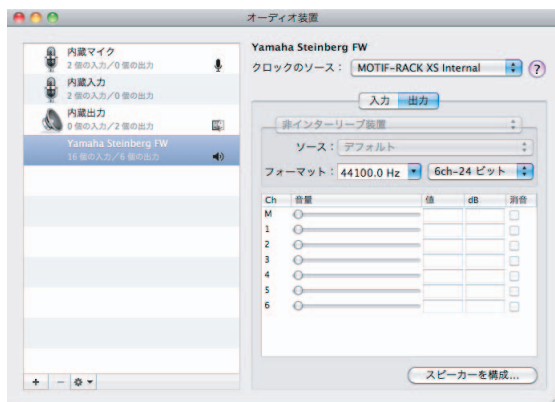 オーディオ装置
内蔵マイク
2 個の入力／0 個の出力
内蔵入力
2 個の入力／0 個の出力
内蔵出力
0 個の入力／2 個の出力
Yamaha Steinberg FW
16 個の入力／6 個の出力
+ −
Yamaha Steinberg FW
クロックのソース： MOTIF-RACK XS Internal ?
入力 出力
非インターリーブ装置
ソース： デフォルト
フォーマット： 44100.0 Hz 6ch-24 ビット
Ch 音量 値 dB 消音
M
1
2
3
4
5
6
スピーカーを構成...